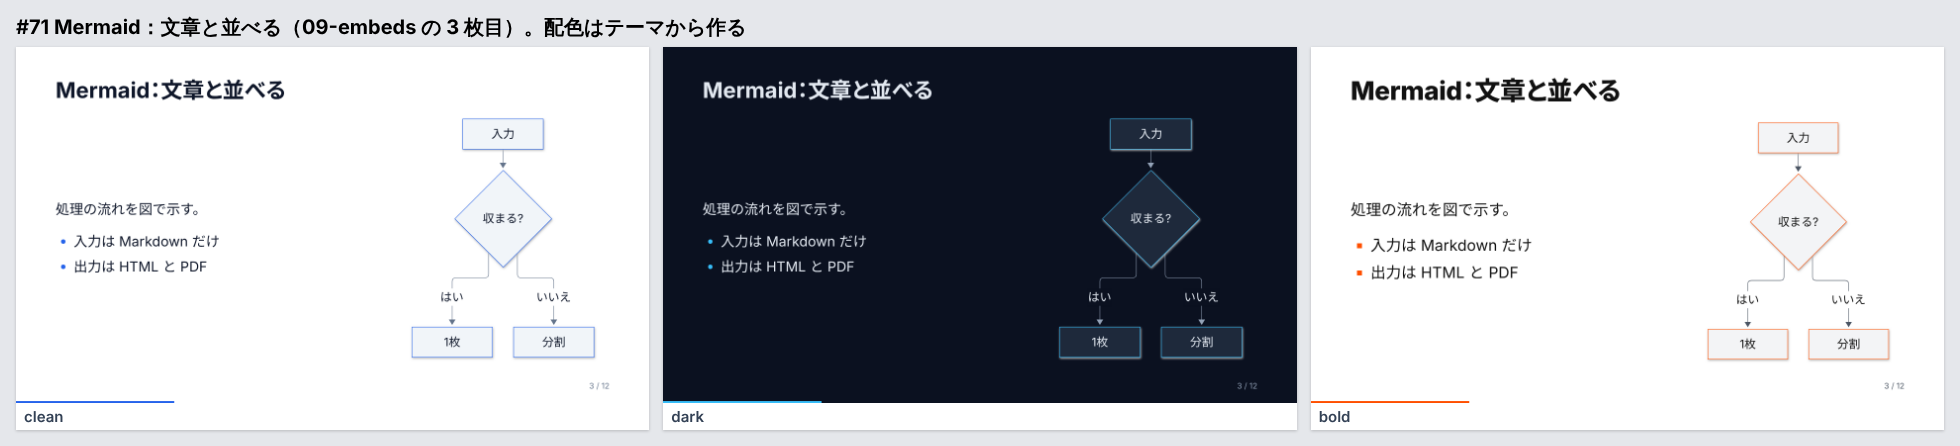 #71 Mermaid：文章と並べる（09-embeds の 3 枚目）。配色はテーマから作る
Mermaid：文章と並べる
処理の流れを図で示す。
• 入力は Markdown だけ
• 出力は HTML と PDF
入力
収まる?
はい
いいえ
1枚
分割
3 / 12
clean
Mermaid：文章と並べる
処理の流れを図で示す。
• 入力は Markdown だけ
• 出力は HTML と PDF
入力
収まる?
はい
いいえ
1枚
分割
3 / 12
dark
Mermaid：文章と並べる
処理の流れを図で示す。
▪ 入力は Markdown だけ
▪ 出力は HTML と PDF
入力
収まる?
はい
いいえ
1枚
分割
3 / 12
bold